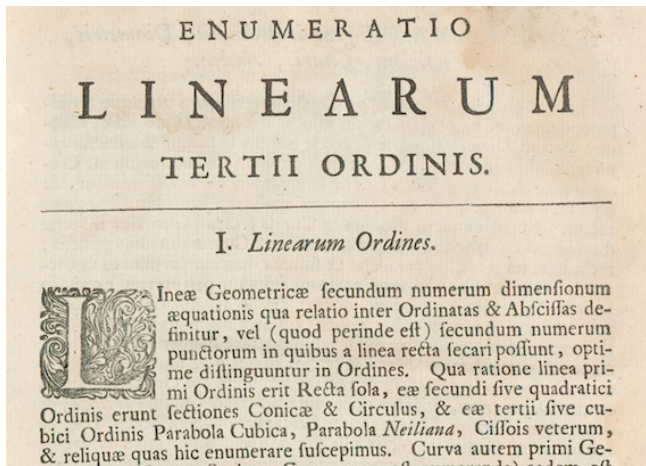 ENUMERATIO
LINEARUM
TERTII ORDINIS.
I. Linearum Ordines.
LIneæ Geometricæ ſecundum numerum dimenſionum
æquationis qua relatio inter Ordinatas & Abſciſſas de-
finitur, vel (quod perinde eſt) ſecundum numerum
punctorum in quibus a linea recta ſecari poſſunt, opti-
me diſtinguuntur in Ordines. Qua ratione linea pri-
mi Ordinis erit Recta ſola, eæ ſecundi ſive quadratici
Ordinis erunt ſectiones Conicæ & Circulus, & eæ tertii ſive cu-
bici Ordinis Parabola Cubica, Parabola Neiliana, Ciſſois veterum,
& reliquæ quas hic enumerare ſuſcepimus. Curva autem primi Ge-